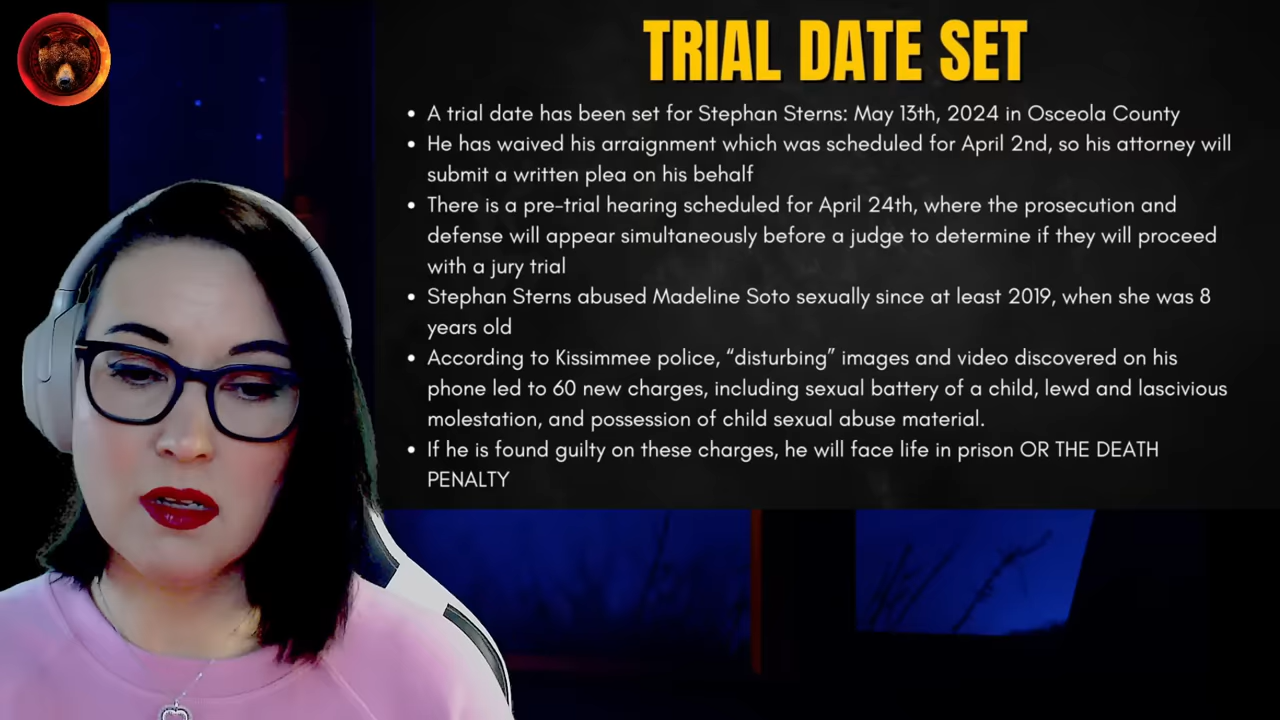 TRIAL DATE SET
• A trial date has been set for Stephan Sterns: May 13th, 2024 in Osceola County
• He has waived his arraignment which was scheduled for April 2nd, so his attorney will
submit a written plea on his behalf
• There is a pre-trial hearing scheduled for April 24th, where the prosecution and
defense will appear simultaneously before a judge to determine if they will proceed
with a jury trial
• Stephan Sterns abused Madeline Soto sexually since at least 2019, when she was 8
years old
• According to Kissimmee police, “disturbing” images and video discovered on his
phone led to 60 new charges, including sexual battery of a child, lewd and lascivious
molestation, and possession of child sexual abuse material.
• If he is found guilty on these charges, he will face life in prison OR THE DEATH
PENALTY